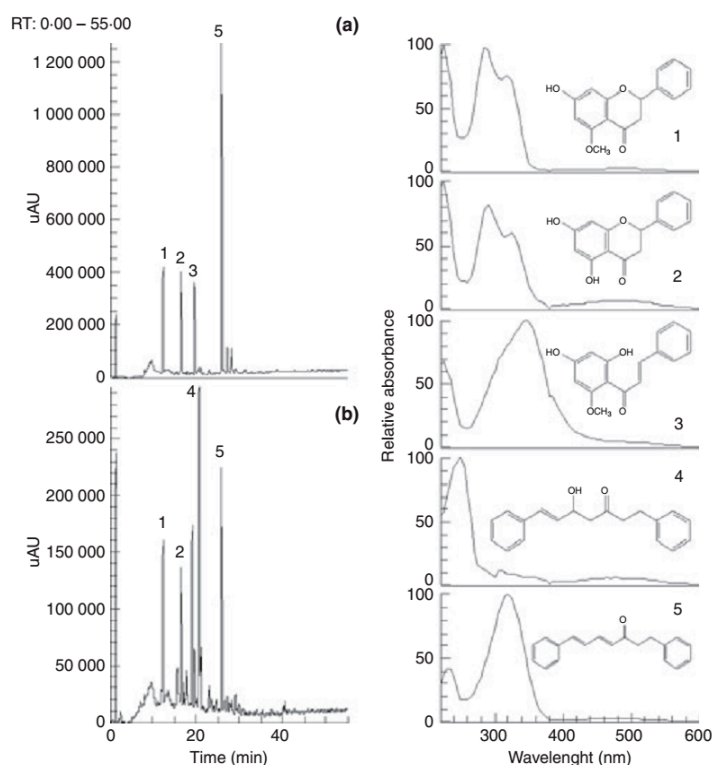 RT: 0·00 – 55·00
(a)
5
1 200 000
1 000 000
800 000
600 000
400 000
200 000
0
uAU
1
2
3
(b)
4
5
250 000
200 000
150 000
100 000
50 000
0
uAU
1
2
0
20
40
Time (min)
Relative absorbance
100
50
0
HO
O
OCH3
O
1
100
50
0
HO
O
OH
O
2
100
50
0
HO
OH
OCH3
O
3
100
50
0
OH
O
4
100
50
0
O
5
300
400
500
600
Wavelenght (nm)